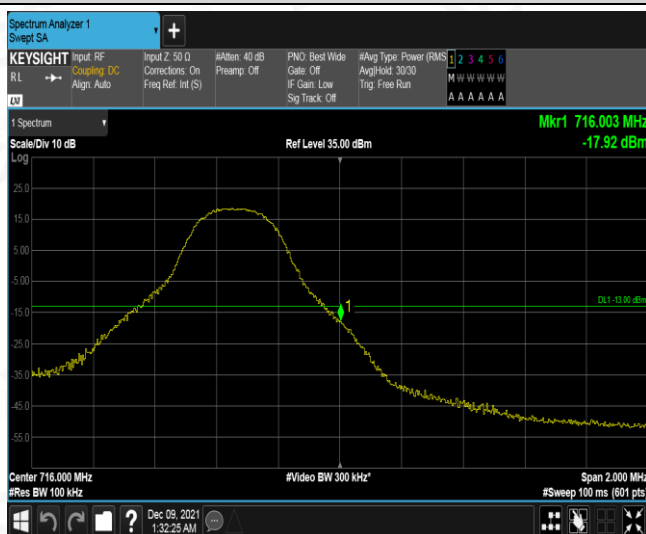 Spectrum Analyzer 1
Swept SA
KEYSIGHT
RL
LXI
Input: RF
Coupling: DC
Align: Auto
Input Z: 50 Ω
Corrections: On
Freq Ref: Int (S)
#Atten: 40 dB
Preamp: Off
PNO: Best Wide
Gate: Off
IF Gain: Low
Sig Track: Off
#Avg Type: Power (RMS
Avg|Hold: 30/30
Trig: Free Run
1 2 3 4 5 6
M W W W W W
A A A A A A
1 Spectrum
Mkr1 716.003 MHz
Scale/Div 10 dB
Ref Level 35.00 dBm
-17.92 dBm
Log
25.0
15.0
5.00
-5.00
DL1 -13.00 dBm
1
-15.0
-25.0
-35.0
-45.0
-55.0
Center 716.000 MHz
#Video BW 300 kHz*
Span 2.000 MHz
#Res BW 100 kHz
#Sweep 100 ms (601 pts)
?
Dec 09, 2021
1:32:25 AM